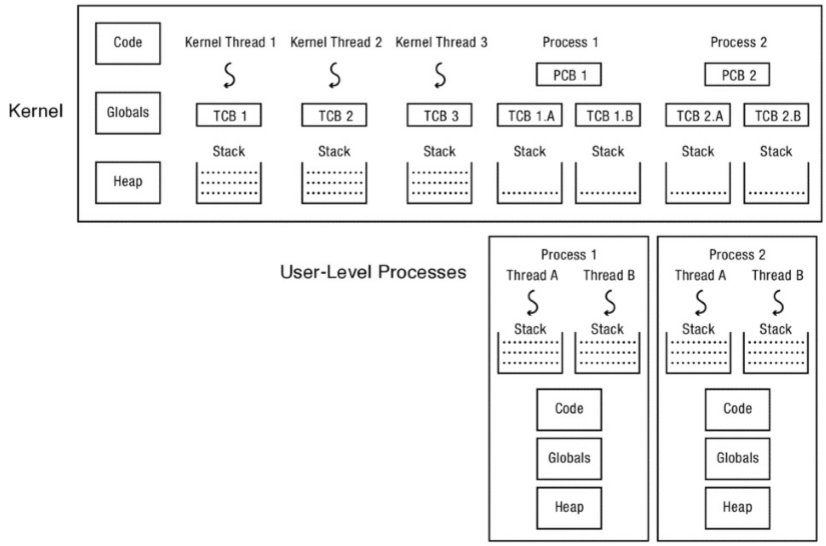 Code
Kernel Thread 1 Kernel Thread 2 Kernel Thread 3 Process 1 Process 2
PCB 1 PCB 2
Kernel
Globals
TCB 1 TCB 2 TCB 3 TCB 1.A TCB 1.B TCB 2.A TCB 2.B
Stack Stack Stack Stack Stack Stack Stack
Heap
User-Level Processes
Process 1
Thread A Thread B
Stack Stack
Code
Globals
Heap
Process 2
Thread A Thread B
Stack Stack
Code
Globals
Heap